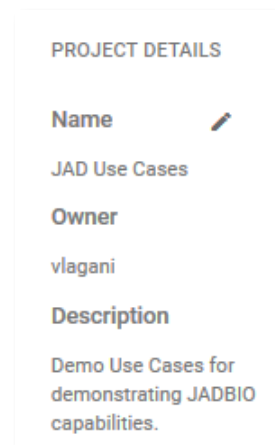 PROJECT DETAILS
Name
JAD Use Cases
Owner
vlagani
Description
Demo Use Cases for
demonstrating JADBIO
capabilities.